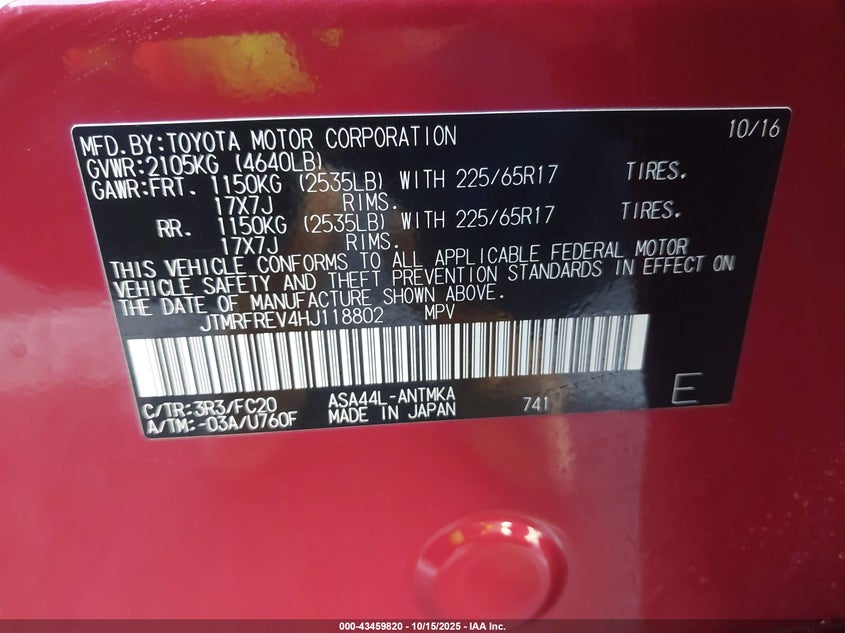 MFD.BY:TOYOTA MOTOR CORPORATION 10/16
GVWR:2105KG (4640LB)
GAWR:FRT. 1150KG (2535LB) WITH 225/65R17 TIRES.
17X7J RIMS.
RR. 1150KG (2535LB) WITH 225/65R17 TIRES.
17X7J RIMS.
THIS VEHICLE CONFORMS TO ALL APPLICABLE FEDERAL MOTOR
VEHICLE SAFETY AND THEFT PREVENTION STANDARDS IN EFFECT ON
THE DATE OF MANUFACTURE SHOWN ABOVE.
JTMRFREV4HJ118802 MPV
C/TR:3R3/FC20 ASA44L-ANTMKA 741 E
A/TM:-03A/U760F MADE IN JAPAN
000-43459820 - 10/15/2025 - IAA Inc.